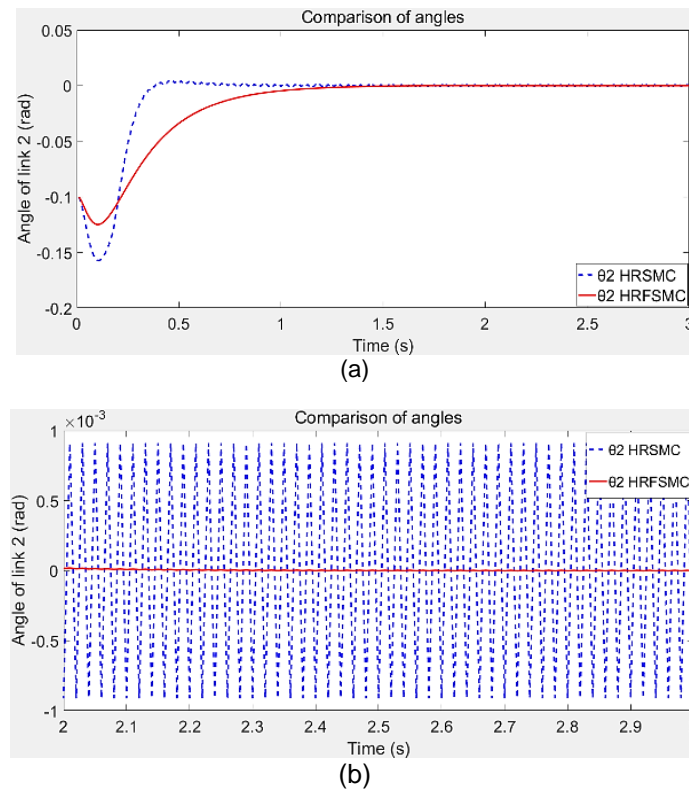 Comparison of angles
0.05
0
-0.05
-0.1
-0.15
-0.2
Angle of link 2 (rad)
θ2 HRSMC
θ2 HRFSMC
0 0.5 1 1.5 2 2.5 3
Time (s)
(a)
×10⁻³ Comparison of angles
1
0.5
0
-0.5
-1
Angle of link 2 (rad)
θ2 HRSMC
θ2 HRFSMC
2 2.1 2.2 2.3 2.4 2.5 2.6 2.7 2.8 2.9
Time (s)
(b)